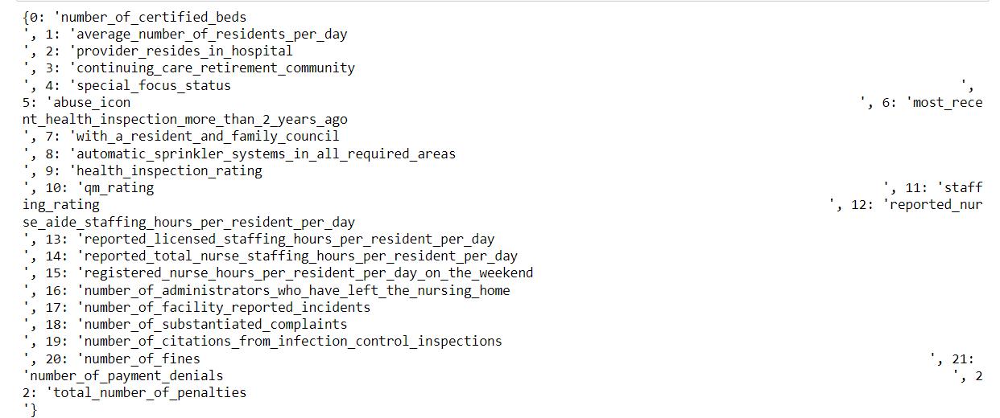 {0: 'number_of_certified_beds
', 1: 'average_number_of_residents_per_day
', 2: 'provider_resides_in_hospital
', 3: 'continuing_care_retirement_community
', 4: 'special_focus_status ',
5: 'abuse_icon ', 6: 'most_rece
nt_health_inspection_more_than_2_years_ago
', 7: 'with_a_resident_and_family_council
', 8: 'automatic_sprinkler_systems_in_all_required_areas
', 9: 'health_inspection_rating
', 10: 'qm_rating ', 11: 'staff
ing_rating ', 12: 'reported_nur
se_aide_staffing_hours_per_resident_per_day
', 13: 'reported_licensed_staffing_hours_per_resident_per_day
', 14: 'reported_total_nurse_staffing_hours_per_resident_per_day
', 15: 'registered_nurse_hours_per_resident_per_day_on_the_weekend
', 16: 'number_of_administrators_who_have_left_the_nursing_home
', 17: 'number_of_facility_reported_incidents
', 18: 'number_of_substantiated_complaints
', 19: 'number_of_citations_from_infection_control_inspections
', 20: 'number_of_fines ', 21:
'number_of_payment_denials ', 2
2: 'total_number_of_penalties
'}